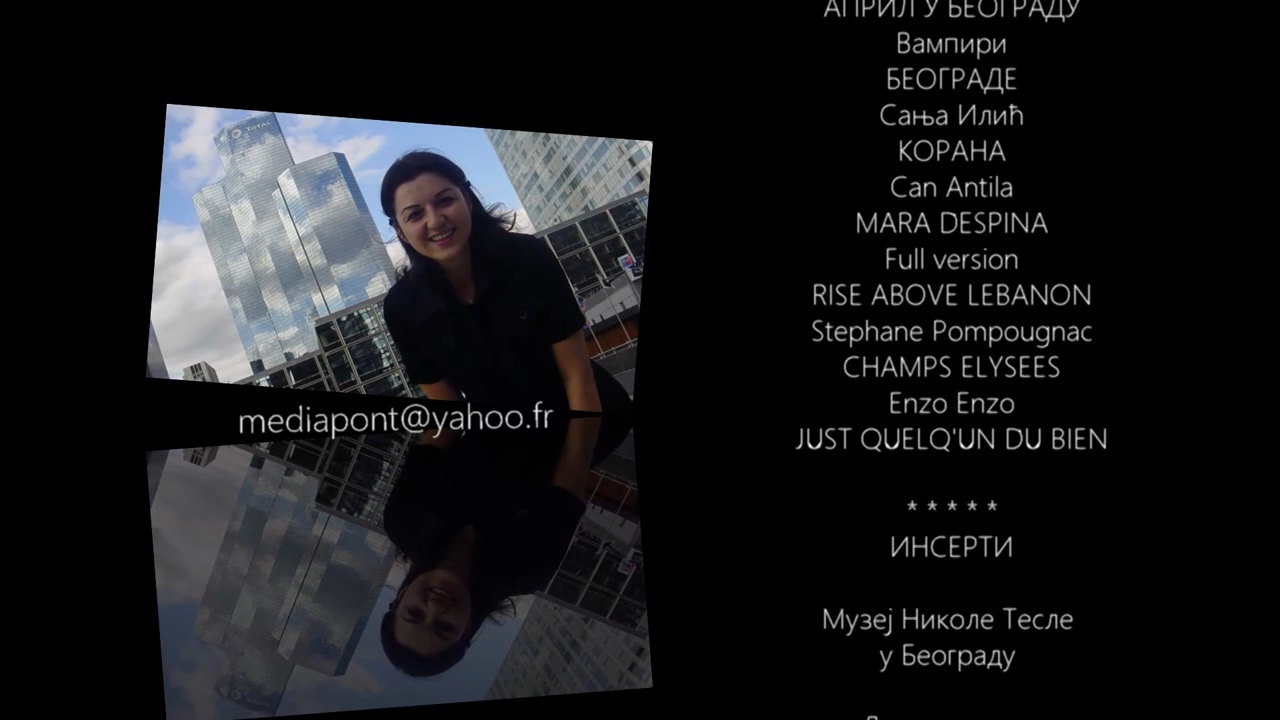 TOTAL
mediapont@yahoo.fr
АПРИЛ У БЕОГРАДУ
Вампири
БЕОГРАДЕ
Сања Илић
КОРАНА
Can Antila
MARA DESPINA
Full version
RISE ABOVE LEBANON
Stephane Pompougnac
CHAMPS ELYSEES
Enzo Enzo
JUST QUELQ'UN DU BIEN
* * * * *
ИНСЕРТИ
Музеј Николе Тесле
у Београду